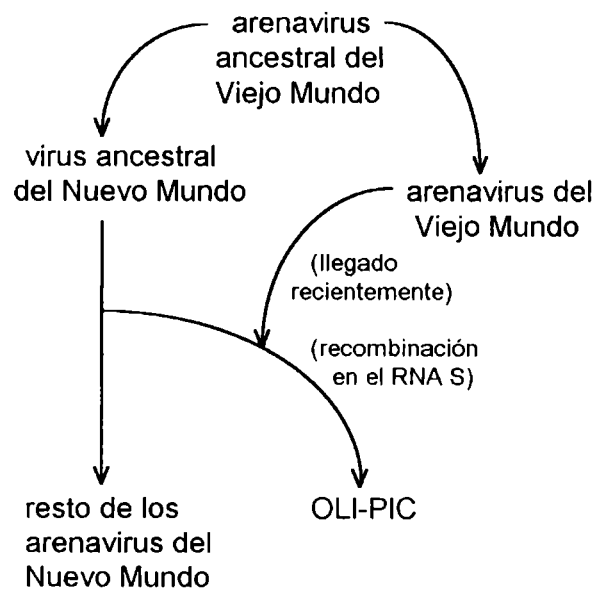 arenavirus
ancestral del
Viejo Mundo
virus ancestral
del Nuevo Mundo
arenavirus del
Viejo Mundo
(llegado
recientemente)
(recombinación
en el RNA S)
resto de los
arenavirus del
Nuevo Mundo
OLI-PIC